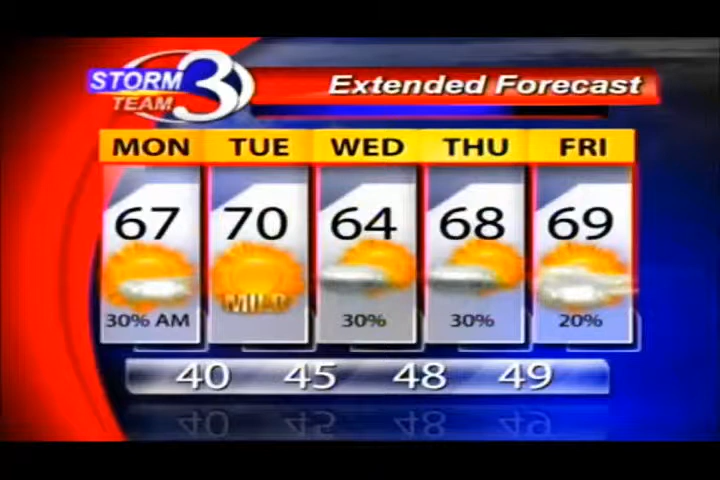 STORM 3
TEAM
Extended Forecast
MON TUE WED THU FRI
67 70 64 68 69
MILD
30% AM 30% 30% 20%
40 45 48 49